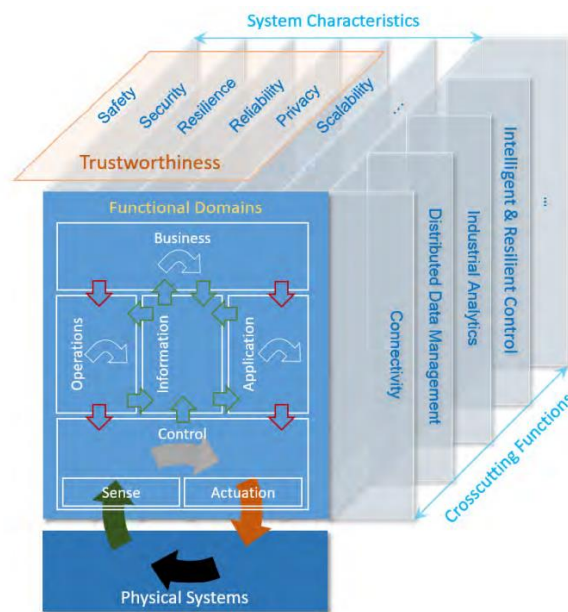 System Characteristics
Safety
Security
Resilience
Reliability
Privacy
Scalability
...
Trustworthiness
Functional Domains
Business
Operations
Information
Application
Control
Sense
Actuation
Physical Systems
Connectivity
Distributed Data Management
Industrial Analytics
Intelligent & Resilient Control
...
Crosscutting Functions